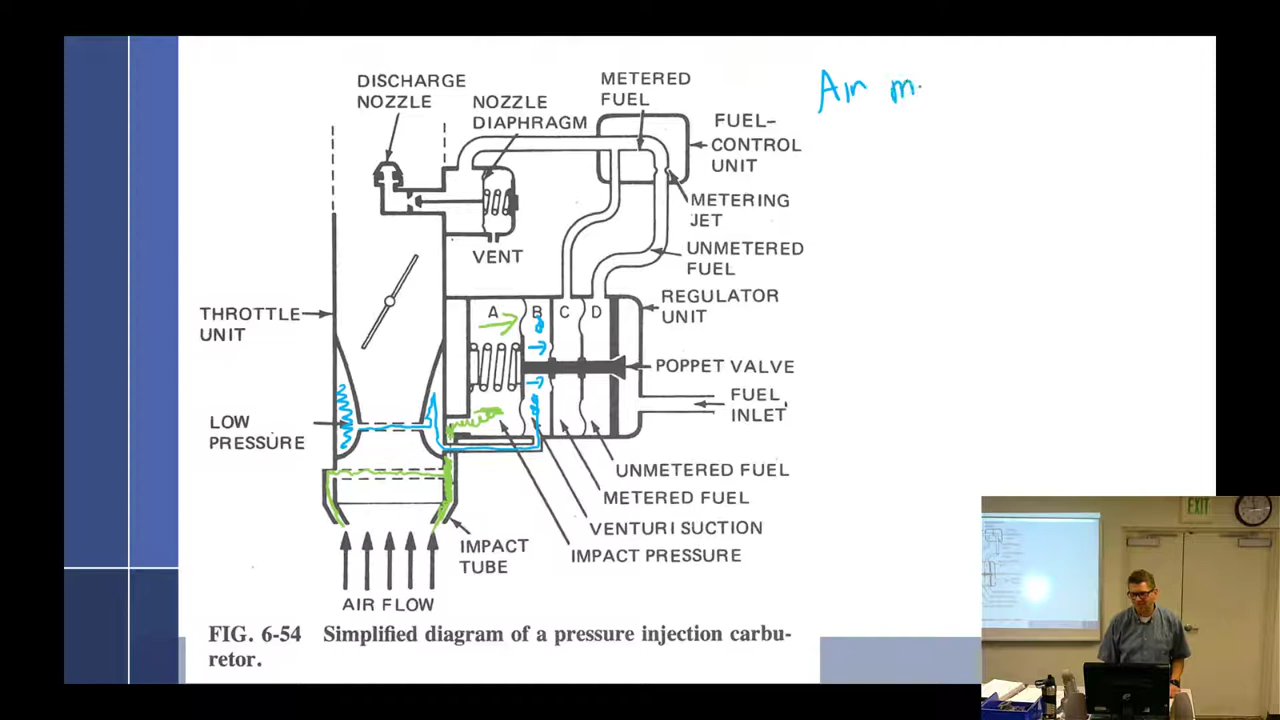 DISCHARGE
NOZZLE
NOZZLE
DIAPHRAGM
METERED
FUEL
Air m
FUEL-
CONTROL
UNIT
METERING
JET
UNMETERED
FUEL
VENT
THROTTLE
UNIT
A B C D
REGULATOR
UNIT
POPPET VALVE
FUEL
INLET
LOW
PRESSURE
UNMETERED FUEL
METERED FUEL
VENTURI SUCTION
IMPACT PRESSURE
IMPACT
TUBE
AIR FLOW
FIG. 6-54 Simplified diagram of a pressure injection carbu-
retor.
EXIT